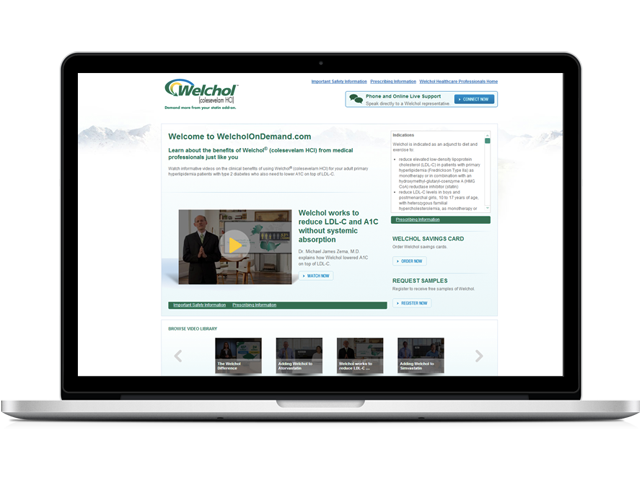 Important Safety Information
Prescribing Information
Welchol Healthcare Professionals Home
Welchol™
(colesevelam HCl)
Demand more from your statin add-on.
Phone and Online Live Support
Speak directly to a Welchol representative.
CONNECT NOW
Welcome to WelcholOnDemand.com
Learn about the benefits of Welchol® (colesevelam HCl) from medical
professionals just like you
Watch informative videos on the clinical benefits of using Welchol® (colesevelam HCl) for your adult primary
hyperlipidemia patients with type 2 diabetes who also need to lower A1C on top of LDL-C.
Welchol works to
reduce LDL-C and A1C
without systemic
absorption
Dr. Michael James Zema, M.D.
explains how Welchol lowered A1C
on top of LDL-C.
WATCH NOW
Important Safety Information
Prescribing Information
Indications
Welchol is indicated as an adjunct to diet and
exercise to:
• reduce elevated low-density lipoprotein
cholesterol (LDL-C) in patients with primary
hyperlipidemia (Fredrickson Type IIa) as
monotherapy or in combination with an
hydroxymethyl-glutaryl-coenzyme A (HMG
CoA) reductase inhibitor (statin)
• reduce LDL-C levels in boys and
postmenarchal girls, 10 to 17 years of age,
with heterozygous familial
hypercholesterolemia, as monotherapy or
Prescribing Information
WELCHOL SAVINGS CARD
Order Welchol savings cards.
ORDER NOW
REQUEST SAMPLES
Register to receive free samples of Welchol.
REGISTER NOW
BROWSE VIDEO LIBRARY
The Welchol
Difference
Adding Welchol to
Atorvastatin
Welchol works to
reduce LDL-C ...
Adding Welchol to
Simvastatin